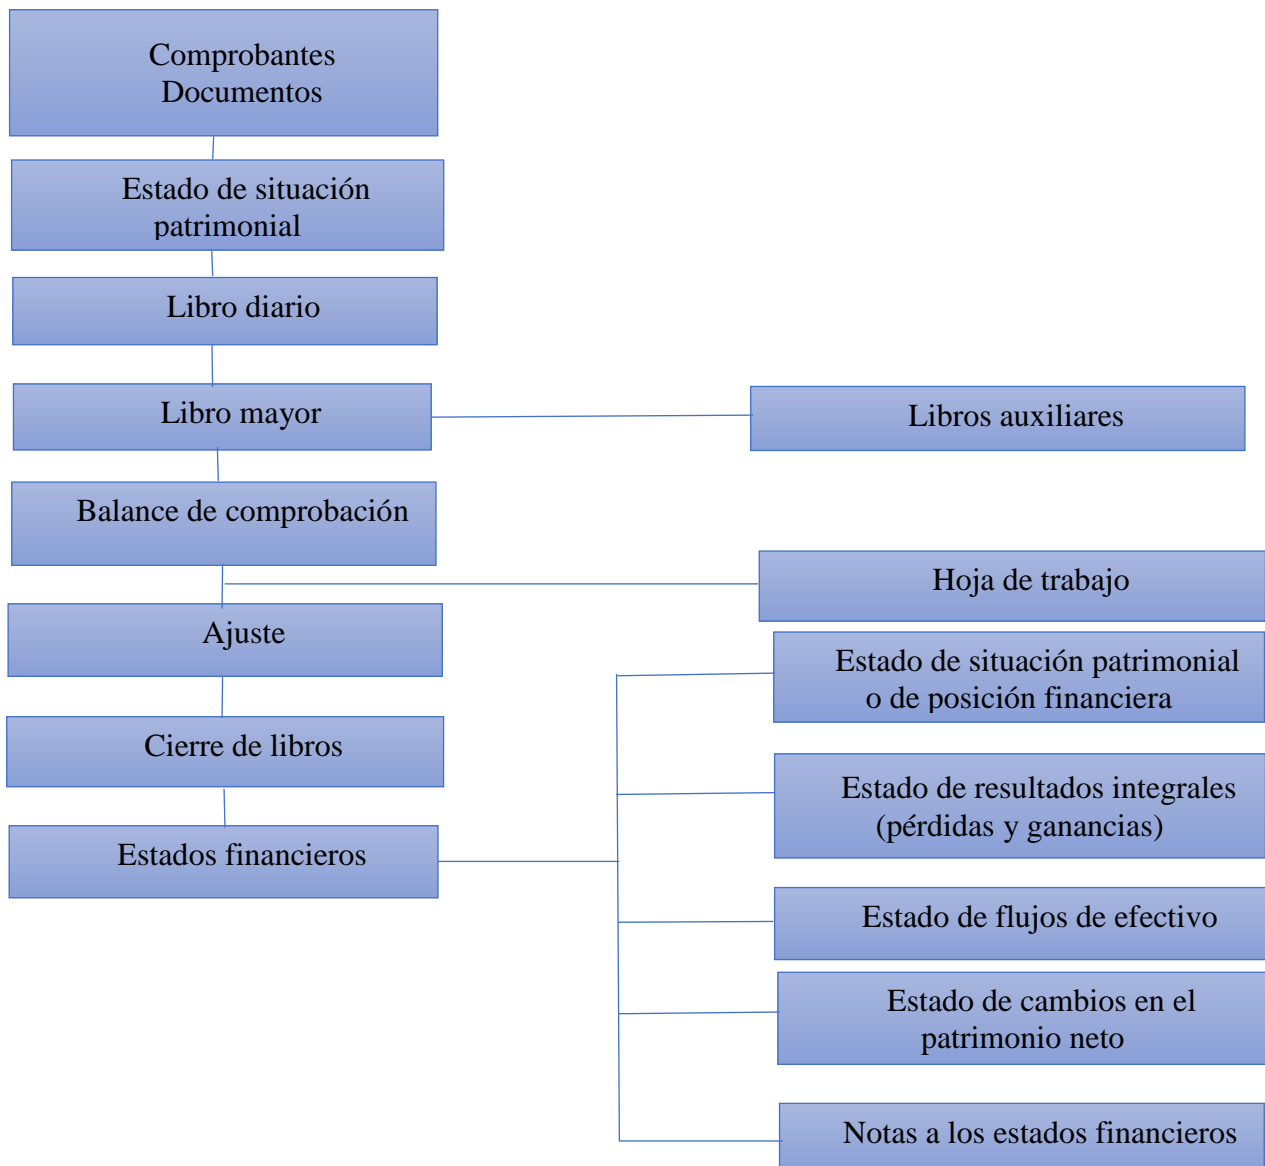 Comprobantes
Documentos
Estado de situación
patrimonial
Libro diario
Libro mayor
Libros auxiliares
Balance de comprobación
Hoja de trabajo
Ajuste
Estado de situación patrimonial
o de posición financiera
Cierre de libros
Estado de resultados integrales
(pérdidas y ganancias)
Estados financieros
Estado de flujos de efectivo
Estado de cambios en el
patrimonio neto
Notas a los estados financieros